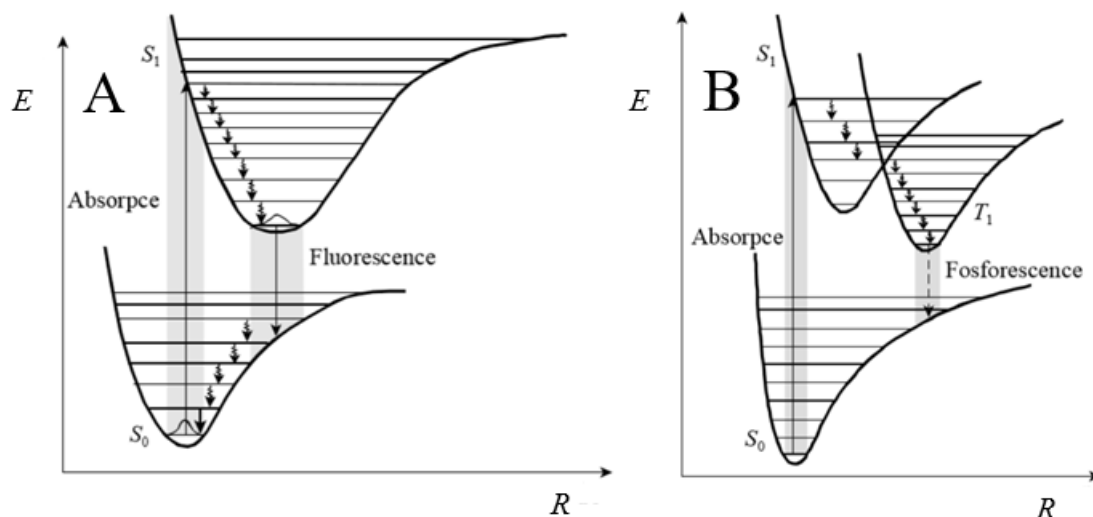 A
S1
E
Absorpce
Fluorescence
S0
R
B
S1
E
T1
Absorpce
Fosforescence
S0
R